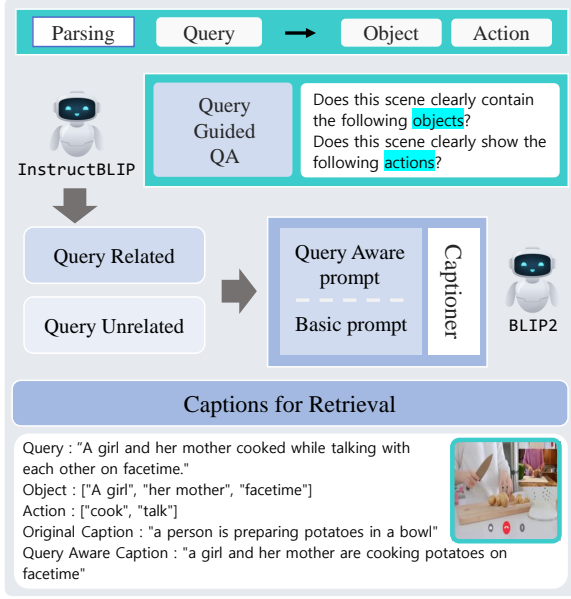 Parsing Query → Object Action
Query
Guided
QA
Does this scene clearly contain
the following objects?
Does this scene clearly show the
following actions?
InstructBLIP
Query Related
Query Unrelated
Query Aware
prompt
Basic prompt
Captioner
BLIP2
Captions for Retrieval
Query : "A girl and her mother cooked while talking with
each other on facetime."
Object : ["A girl", "her mother", "facetime"]
Action : ["cook", "talk"]
Original Caption : "a person is preparing potatoes in a bowl"
Query Aware Caption : "a girl and her mother are cooking potatoes on
facetime"